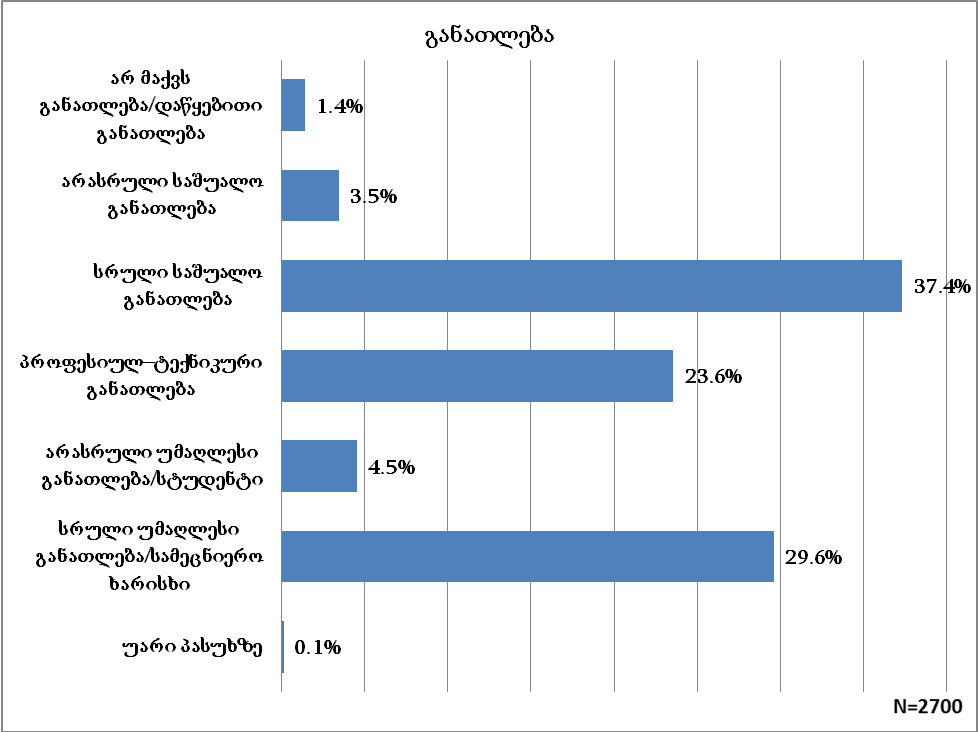 განათლება
არ მაქვს
განათლება/დაწყებითი
განათლება
1.4%
არასრული საშუალო
განათლება
3.5%
სრული საშუალო
განათლება
37.4%
პროფესიულ–ტექნიკური
განათლება
23.6%
არასრული უმაღლესი
განათლება/სტუდენტი
4.5%
სრული უმაღლესი
განათლება/სამეცნიერო
ხარისხი
29.6%
უარი პასუხზე
0.1%
N=2700